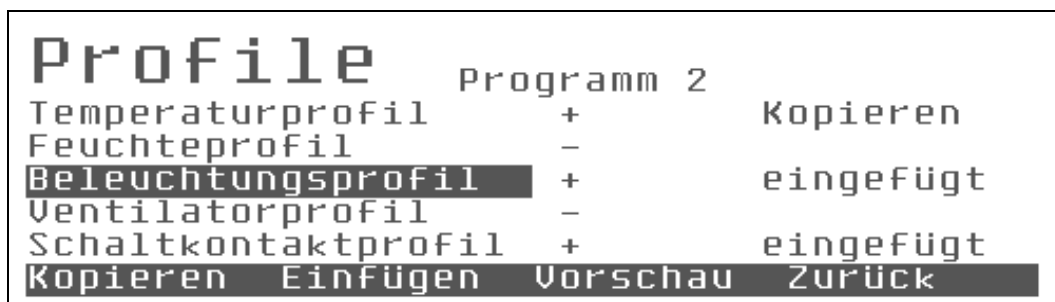 Profile Programm 2
Temperaturprofil + Kopieren
Feuchteprofil -
Beleuchtungsprofil + eingefügt
Ventilatorprofil -
Schaltkontaktprofil + eingefügt
Kopieren Einfügen Vorschau Zurück